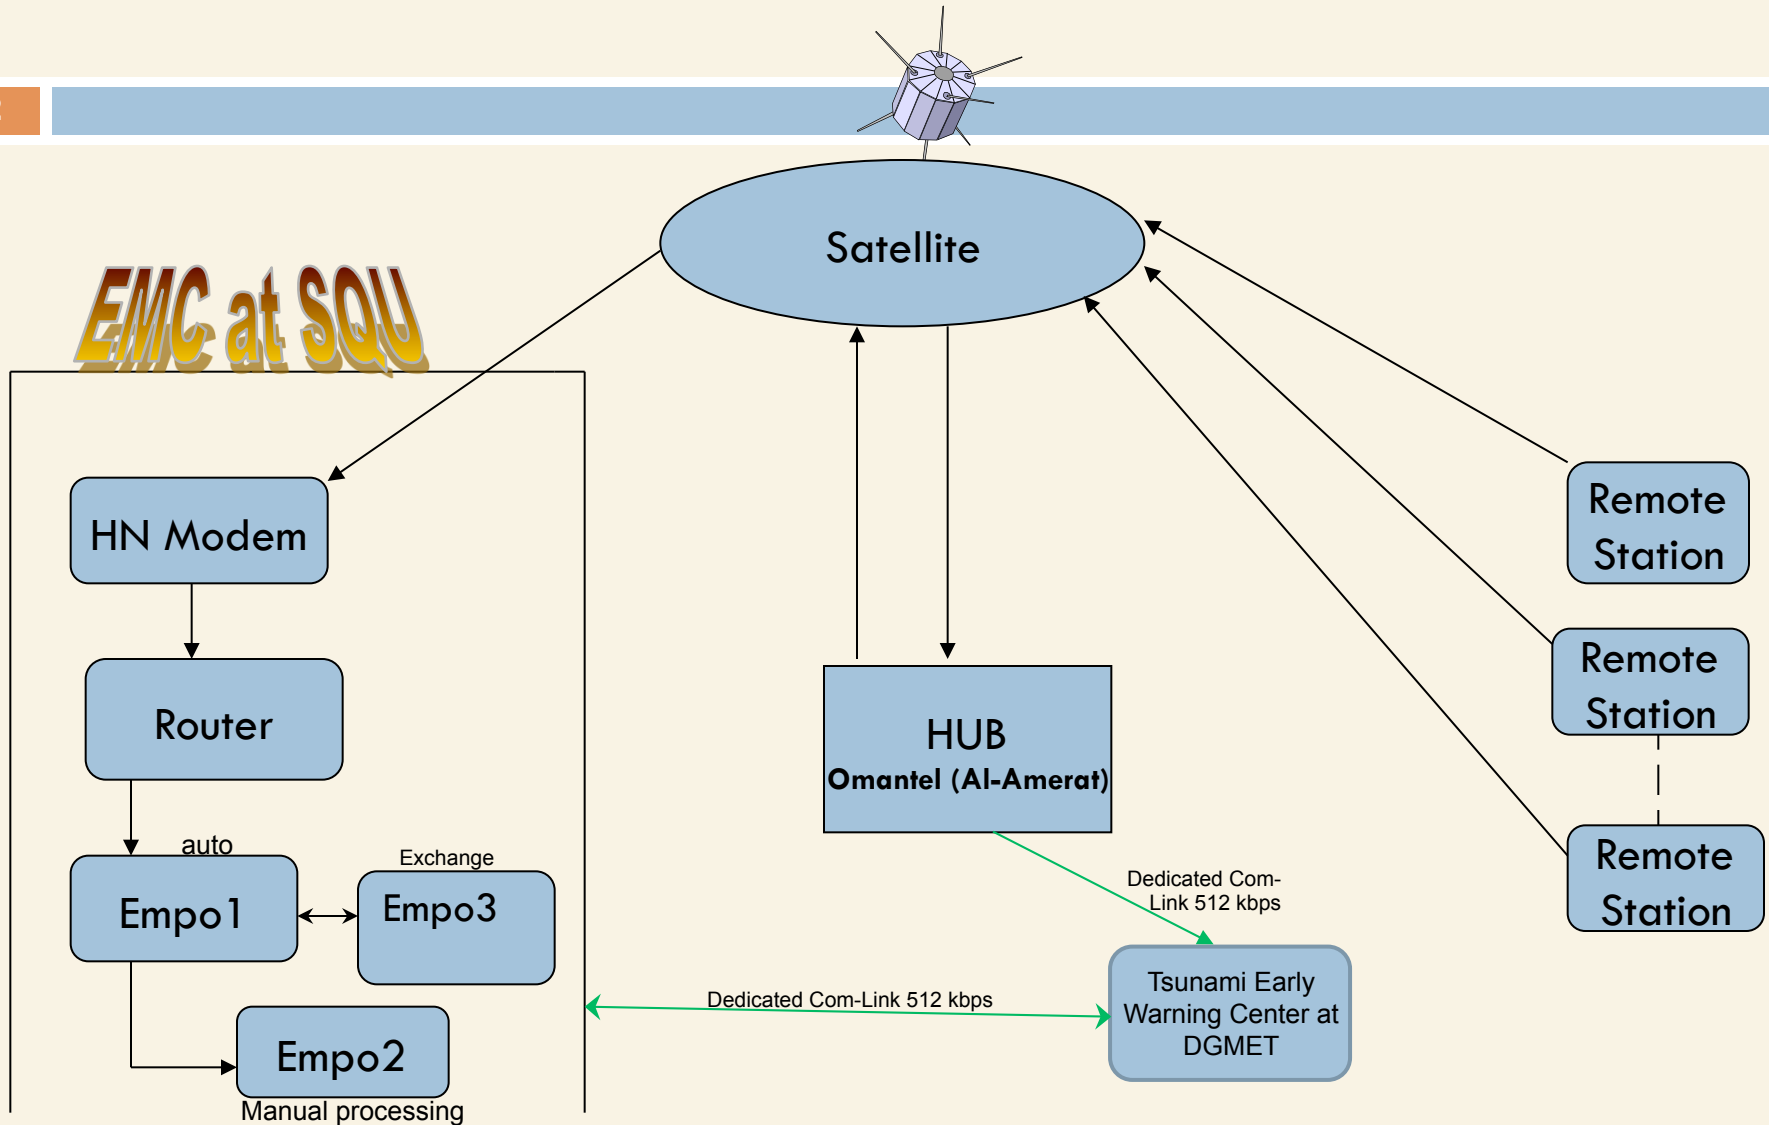 Satellite
EMC at SQU
HN Modem
Router
auto
Empo1
Exchange
Empo3
Empo2
Manual processing
HUB
Omantel (Al-Amerat)
Dedicated Com-
Link 512 kbps
Dedicated Com-Link 512 kbps
Tsunami Early
Warning Center at
DGMET
Remote
Station
Remote
Station
Remote
Station